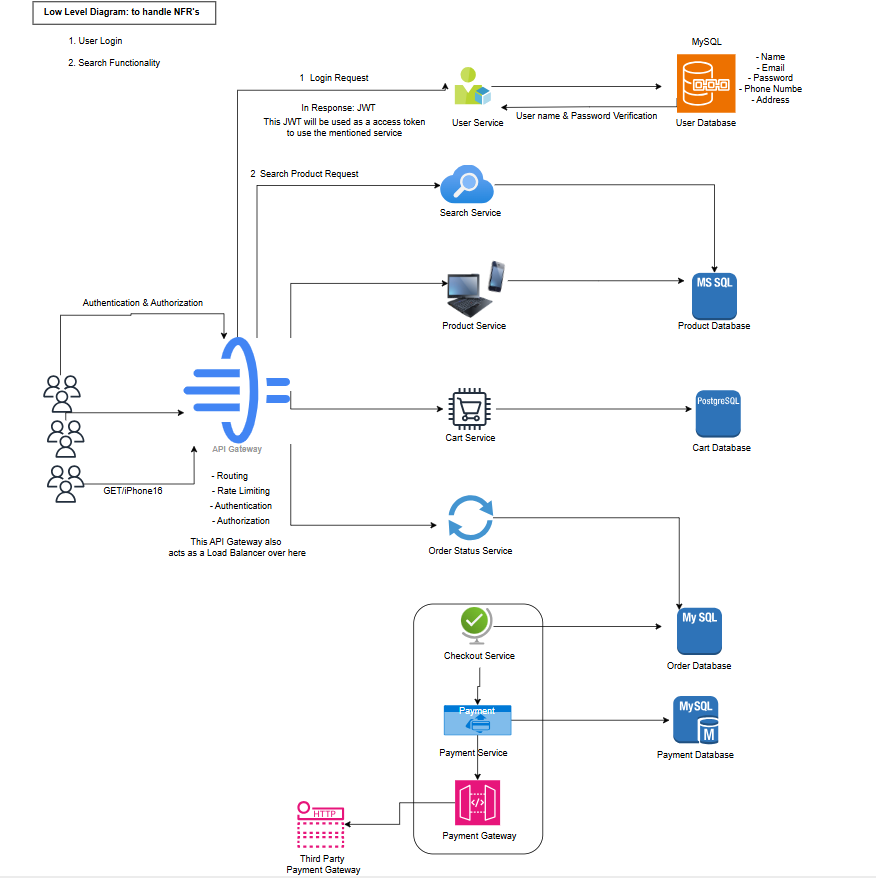 Low Level Diagram: to handle NFR's
1. User Login
2. Search Functionality
MySQL
- Name
- Email
- Password
- Phone Numbe
- Address
1 Login Request
In Response: JWT
This JWT will be used as a access token
to use the mentioned service
User Service
User name & Password Verification
User Database
2 Search Product Request
Search Service
MS SQL
Product Service
Product Database
Authentication & Authorization
PostgreSQL
Cart Service
Cart Database
API Gateway
GET/iPhone16
- Routing
- Rate Limiting
- Authentication
- Authorization
This API Gateway also
acts as a Load Balancer over here
Order Status Service
My SQL
Checkout Service
Order Database
Payment
MySQL
M
Payment Service
Payment Database
</>
Payment Gateway
HTTP
Third Party
Payment Gateway